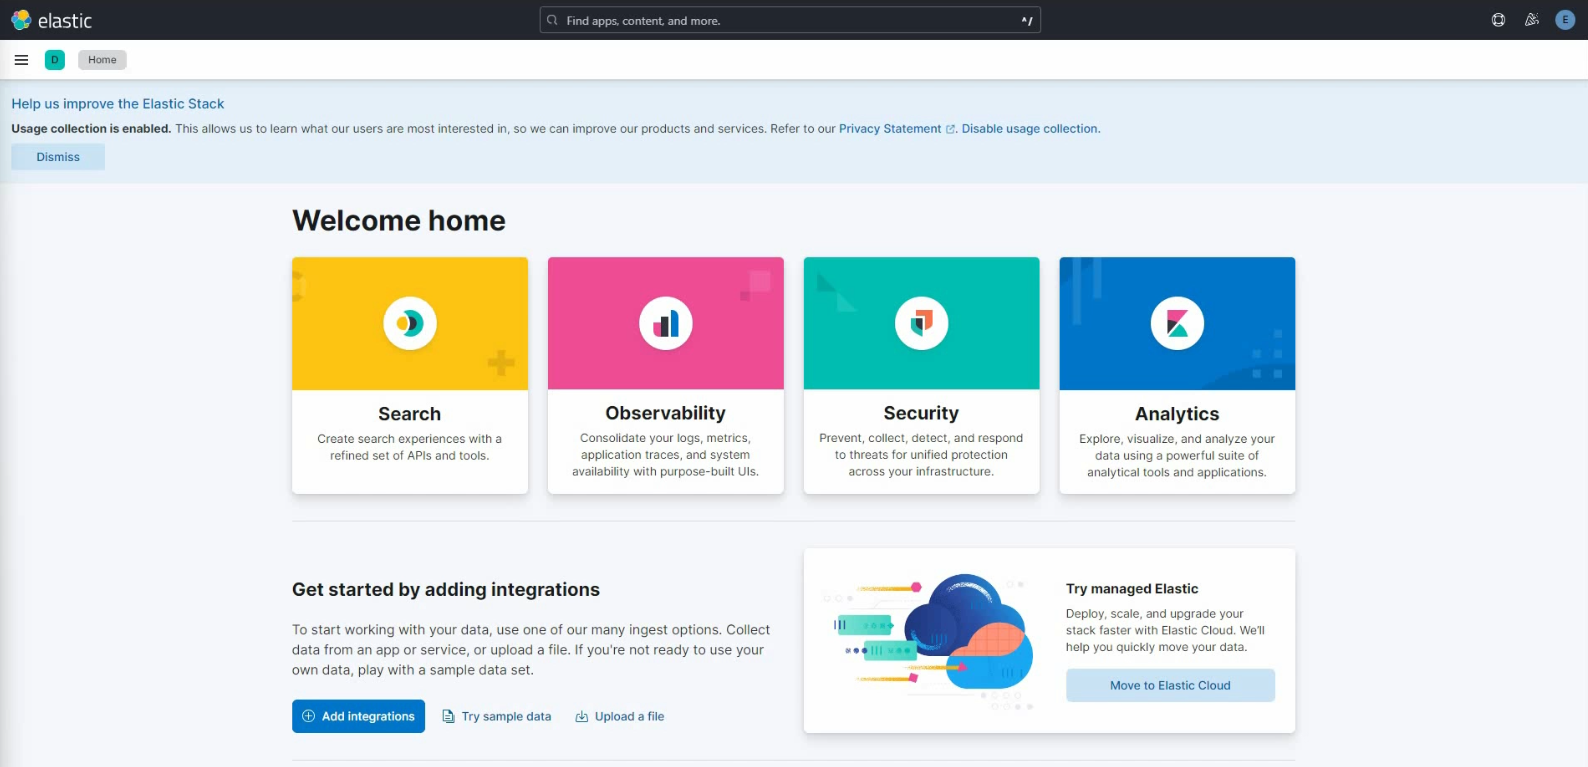 elastic
Find apps, content, and more.
^/
E
D
Home
Help us improve the Elastic Stack
Usage collection is enabled. This allows us to learn what our users are most interested in, so we can improve our products and services. Refer to our Privacy Statement. Disable usage collection.
Dismiss
Welcome home
Search
Create search experiences with a
refined set of APIs and tools.
Observability
Consolidate your logs, metrics,
application traces, and system
availability with purpose-built UIs.
Security
Prevent, collect, detect, and respond
to threats for unified protection
across your infrastructure.
Analytics
Explore, visualize, and analyze your
data using a powerful suite of
analytical tools and applications.
Get started by adding integrations
To start working with your data, use one of our many ingest options. Collect
data from an app or service, or upload a file. If you're not ready to use your
own data, play with a sample data set.
Add integrations
Try sample data
Upload a file
Try managed Elastic
Deploy, scale, and upgrade your
stack faster with Elastic Cloud. We'll
help you quickly move your data.
Move to Elastic Cloud